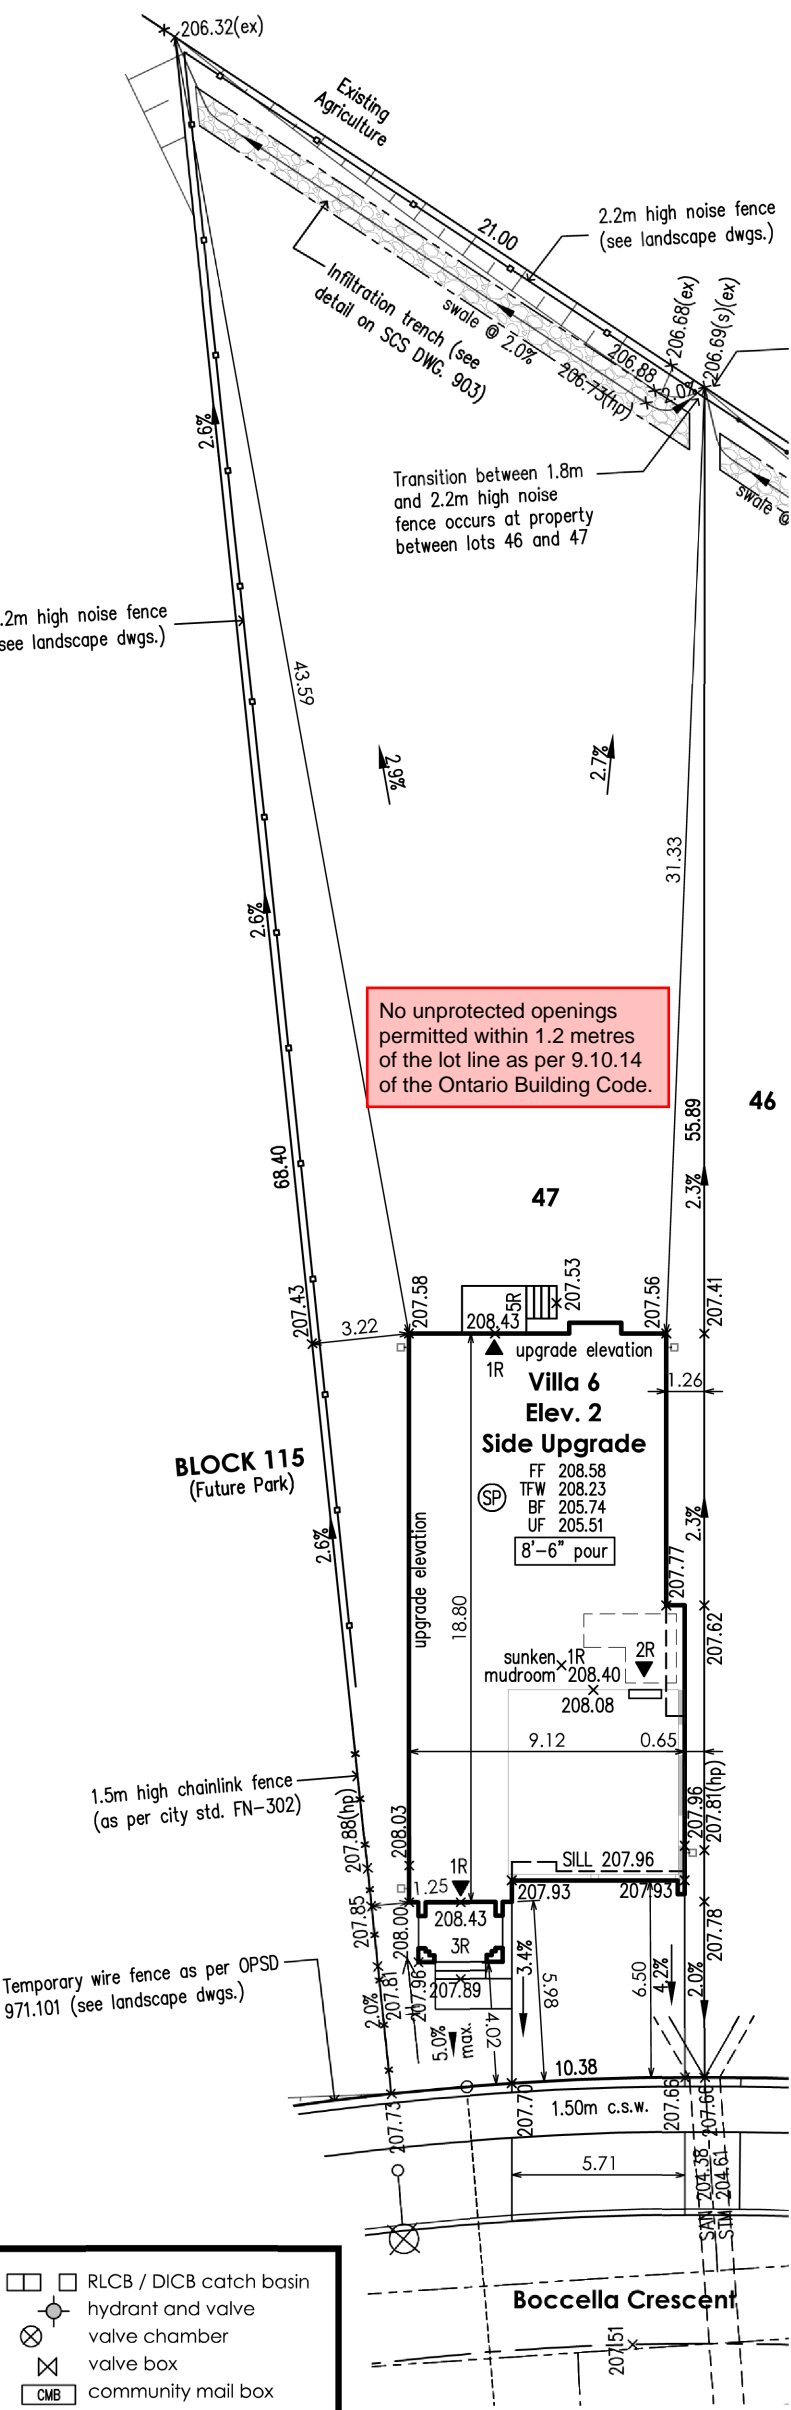 206.32(ex)
Existing
Agriculture
21.00
2.2m high noise fence
(see landscape dwgs.)
Infiltration trench (see
detail on SCS DWG. 903)
swale @ 2.0%
206.88
206.73(hp)
2.0%
206.68(ex)
206.69(s)(ex)
swale @
Transition between 1.8m
and 2.2m high noise
fence occurs at property
between lots 46 and 47
2.6%
.2m high noise fence
see landscape dwgs.)
43.59
2.9%
2.7%
31.33
2.6%
No unprotected openings
permitted within 1.2 metres
of the lot line as per 9.10.14
of the Ontario Building Code.
46
55.89
2.3%
68.40
47
207.43
3.22
207.58
5R
208.43
207.53
207.56
207.41
1R
upgrade elevation
1.26
Villa 6
Elev. 2
Side Upgrade
BLOCK 115
(Future Park)
FF 208.58
TFW 208.23
BF 205.74
UF 205.51
SP
8'-6" pour
2.3%
2.6%
upgrade elevation
18.80
207.77
207.62
sunken
mudroom
1R
208.40
2R
208.08
9.12
0.65
1.5m high chainlink fence
(as per city std. FN-302)
207.88(hp)
208.03
207.96
207.81(hp)
SILL 207.96
1R
1.25
207.93
207.93
207.85
208.00
208.43
207.78
3R
Temporary wire fence as per OPSD
971.101 (see landscape dwgs.)
2.0%
207.81
207.96
207.89
3.4%
5.98
6.50
4.2%
2.0%
5.0%
max.
4.02
10.38
207.73
207.70
1.50m c.s.w.
207.66
207.66
5.71
SAN 204.38
STM 204.61
Boccella Crescent
207.51
RLCB / DICB catch basin
hydrant and valve
valve chamber
valve box
CMB community mail box